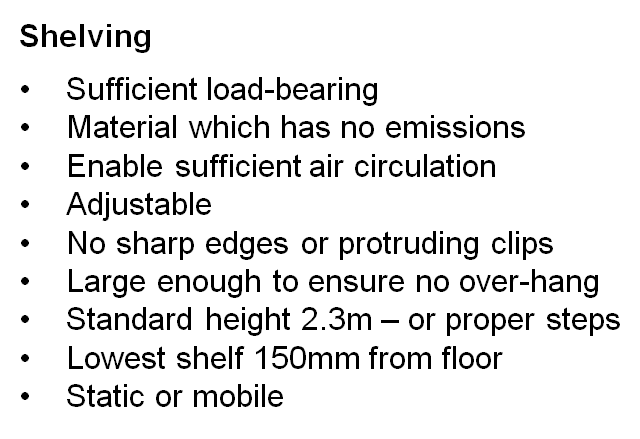 Shelving
• Sufficient load-bearing
• Material which has no emissions
• Enable sufficient air circulation
• Adjustable
• No sharp edges or protruding clips
• Large enough to ensure no over-hang
• Standard height 2.3m – or proper steps
• Lowest shelf 150mm from floor
• Static or mobile